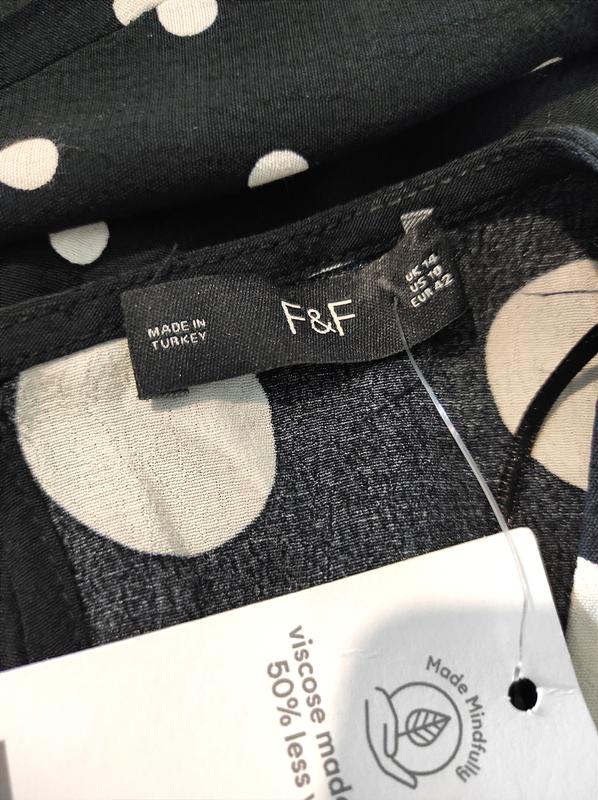 MADE IN
TURKEY
F&F
UK 14
US 10
EUR 42
viscose made
50% less
Made Mindfully